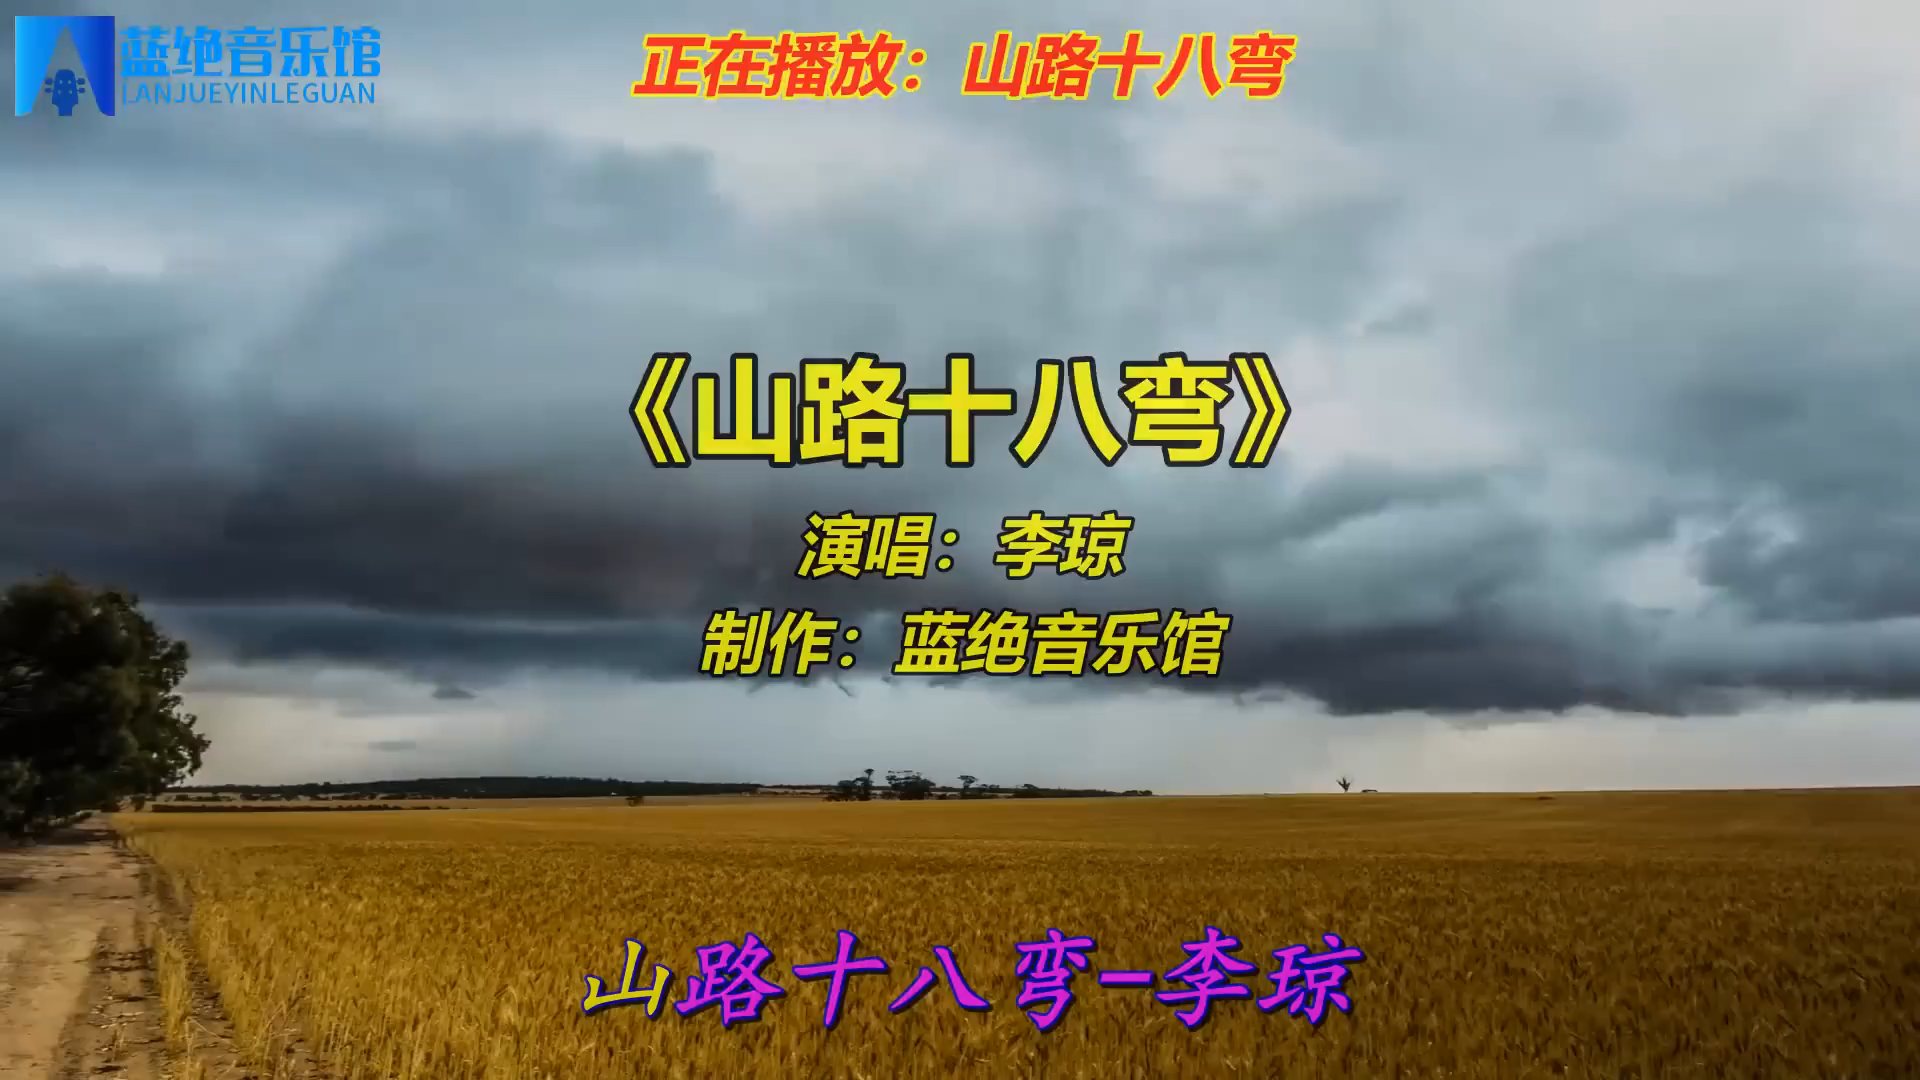 蓝绝音乐馆
LANJUEYINLEGUAN
正在播放：山路十八弯
《山路十八弯》
演唱：李琼
制作：蓝绝音乐馆
山路十八弯-李琼